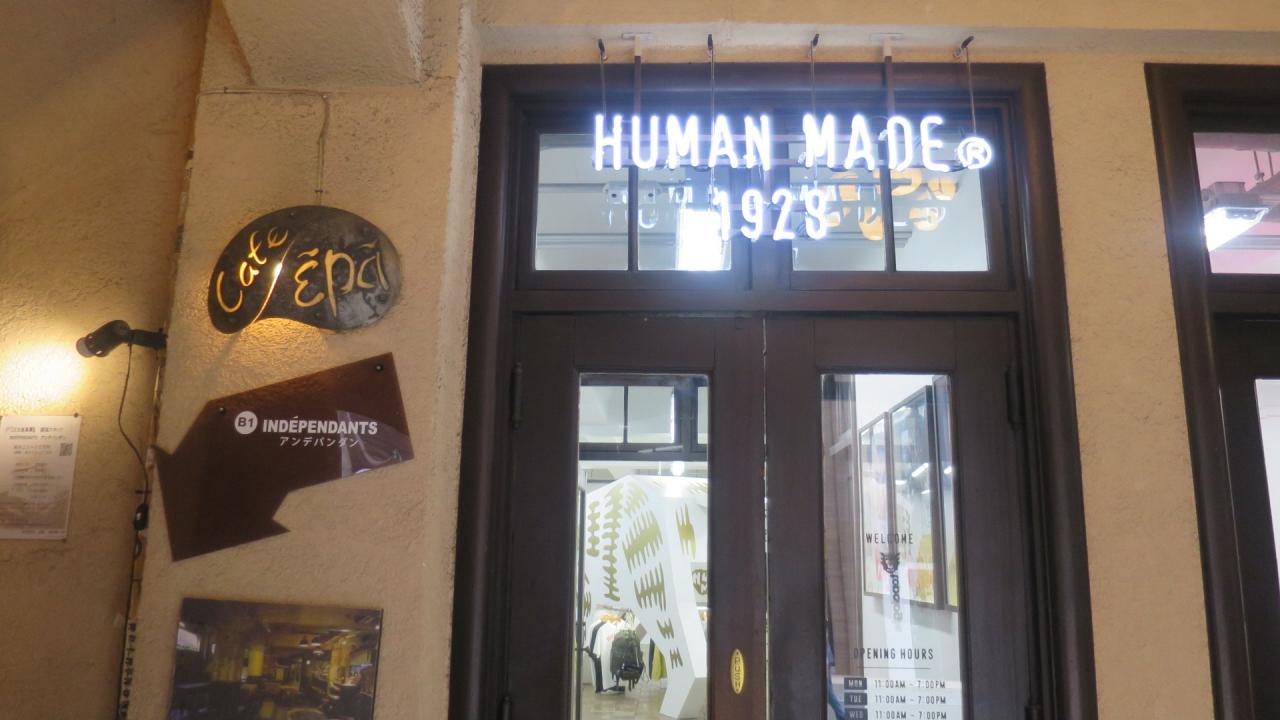 HUMAN MADE®
1928
Cafe
épa
B1 INDÉPENDANTS
アンデパンダン
WELCOME
OPENING HOURS
MON 11:00AM - 7:00PM
TUE 11:00AM - 7:00PM
WED 11:00AM - 7:00PM
PUSH